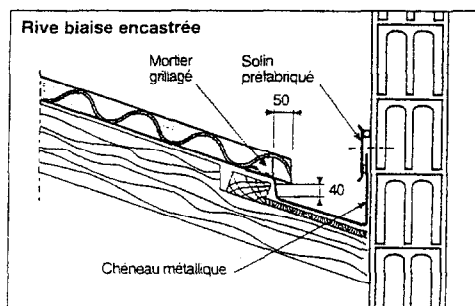 Rive biaise encastrée
Mortier
grillagé
Solin
préfabriqué
50
40
Chéneau métallique